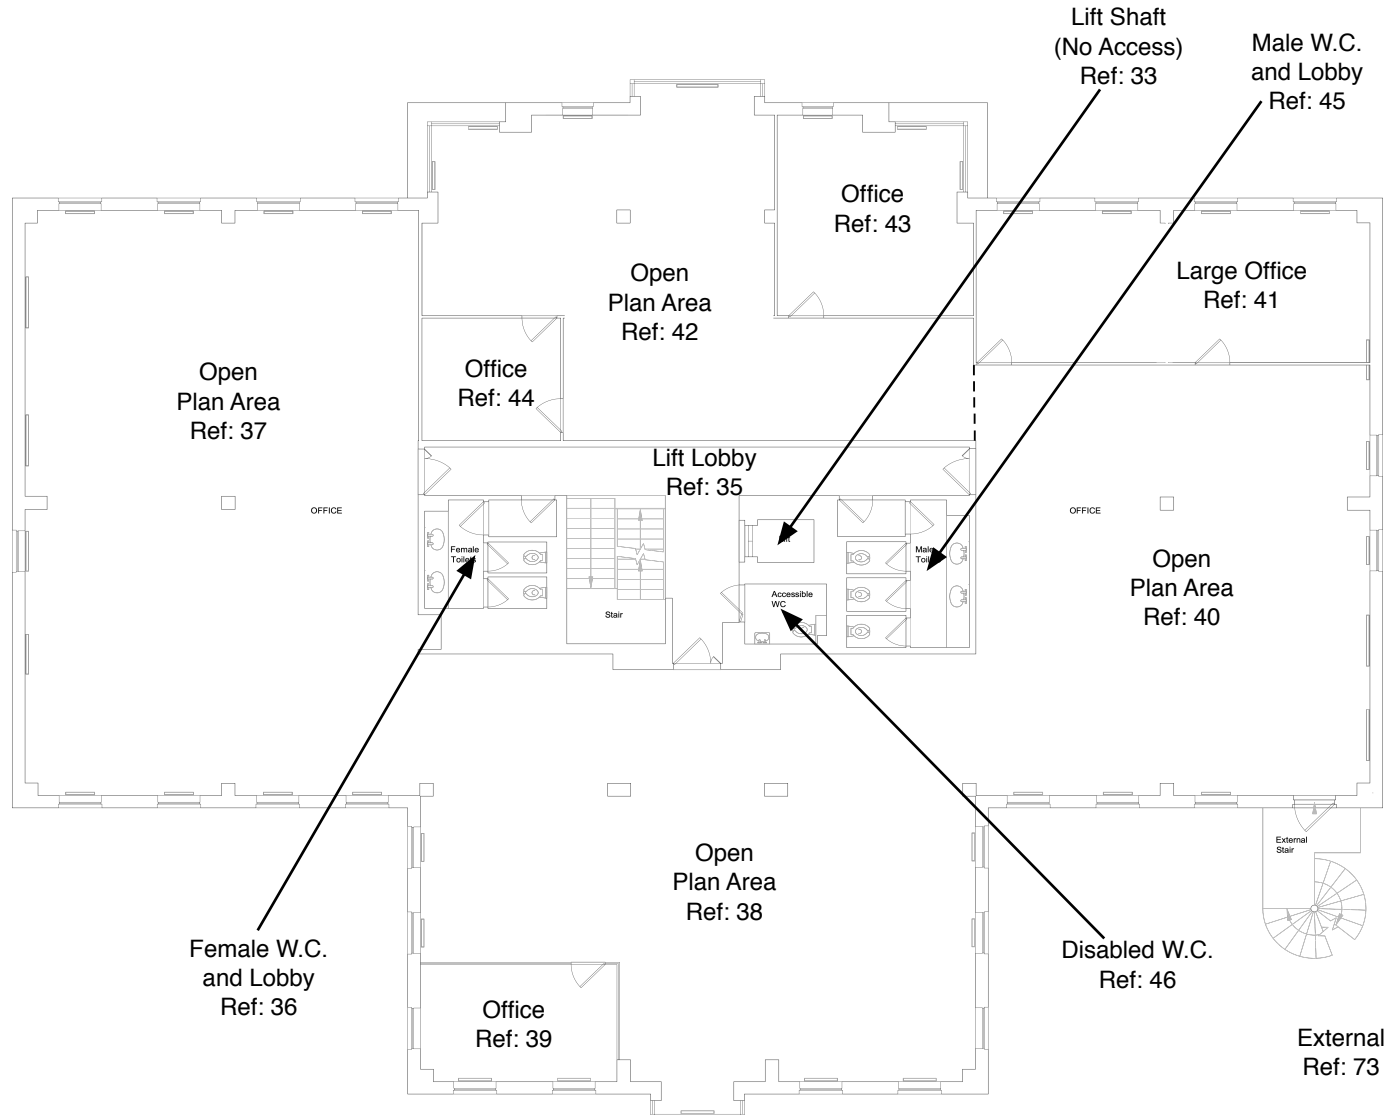 Lift Shaft
(No Access)
Ref: 33
Male W.C.
and Lobby
Ref: 45
Office
Ref: 43
Open
Plan Area
Ref: 42
Large Office
Ref: 41
Open
Plan Area
Ref: 37
Office
Ref: 44
Lift Lobby
Ref: 35
OFFICE
OFFICE
Female
Toilets
Stair
Accessible
WC
Open
Plan Area
Ref: 40
Open
Plan Area
Ref: 38
External
Stair
Female W.C.
and Lobby
Ref: 36
Disabled W.C.
Ref: 46
Office
Ref: 39
External
Ref: 73